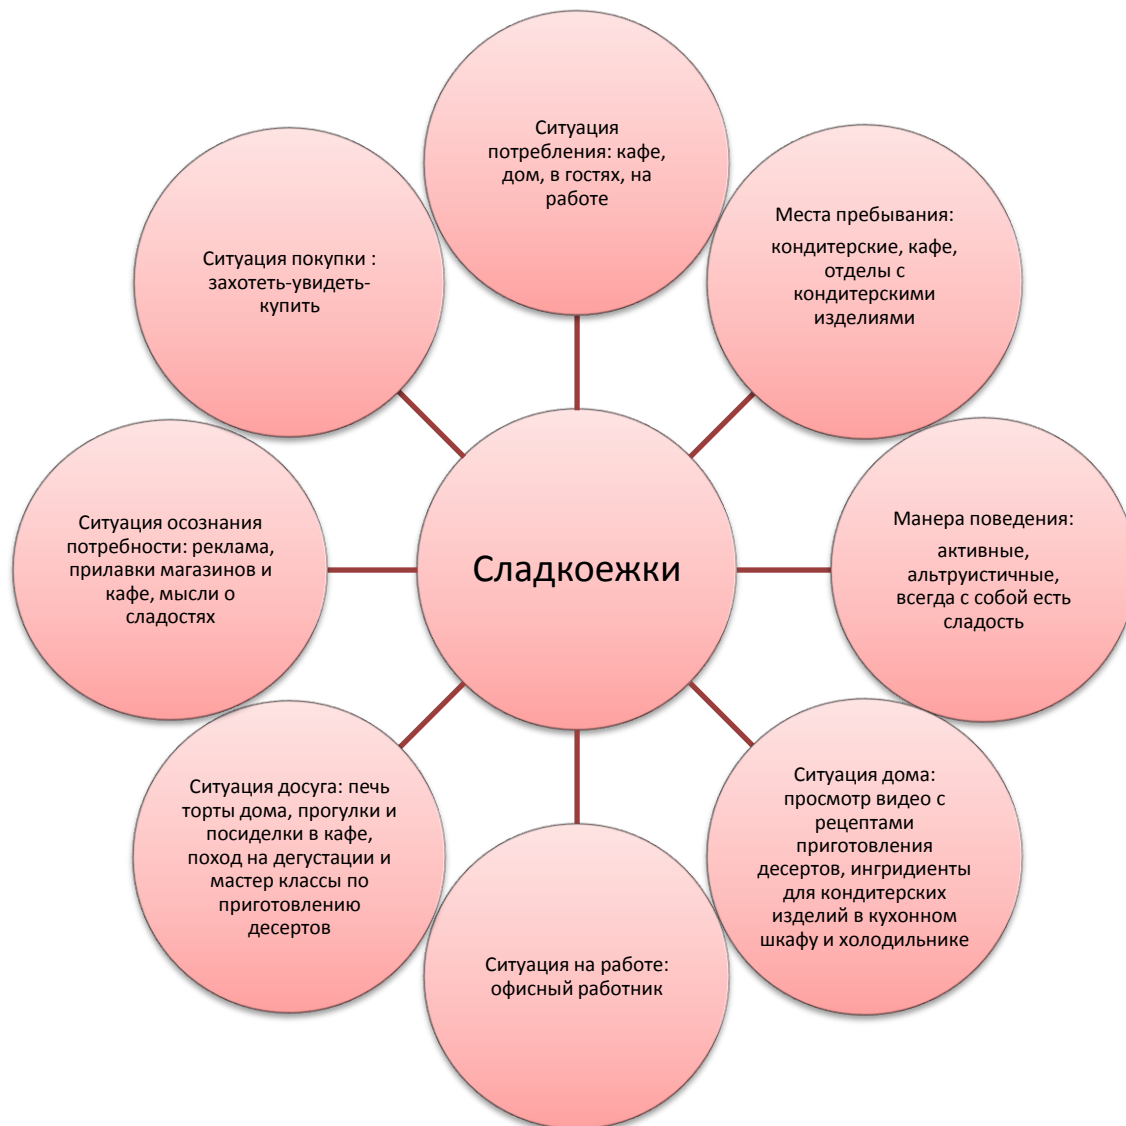 Ситуация
потребления: кафе,
дом, в гостях, на
работе
Места пребывания:
кондитерские, кафе,
отделы с
кондитерскими
изделиями
Манера поведения:
активные,
альтруистичные,
всегда с собой есть
сладость
Ситуация дома:
просмотр видео с
рецептами
приготовления
десертов, ингридиенты
для кондитерских
изделий в кухонном
шкафу и холодильнике
Ситуация на работе:
офисный работник
Ситуация досуга: печь
торты дома, прогулки и
посиделки в кафе,
поход на дегустации и
мастер классы по
приготовлению
десертов
Ситуация осознания
потребности: реклама,
прилавки магазинов и
кафе, мысли о
сладостях
Ситуация покупки :
захотеть-увидеть-
купить
Сладкоежки